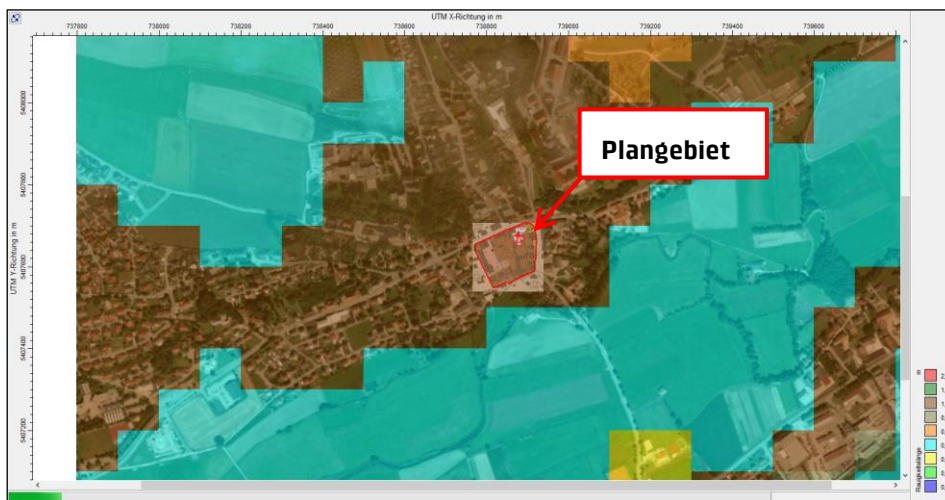 UTM X-Richtung in m
737800 738000 738200 738400 738600 738800 739000 739200 739400 739600
Plangebiet
UTM Y-Richtung in m
5407800
5407600
5407400
5407200
m
Rauigkeitslänge